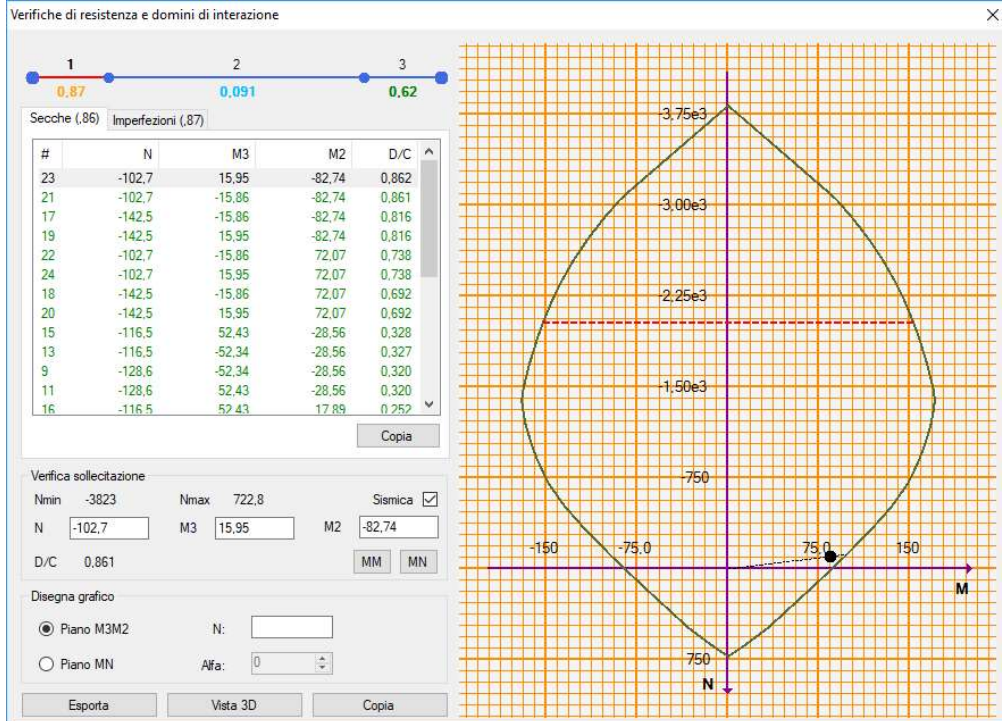 Verifiche di resistenza e domini di interazione
1 2 3
0,87 0,091 0,62
Secche (,86) Imperfezioni (,87)
# N M3 M2 D/C
23 -102,7 15,95 -82,74 0,862
21 -102,7 -15,86 -82,74 0,861
17 -142,5 -15,86 -82,74 0,816
19 -142,5 15,95 -82,74 0,816
22 -102,7 -15,86 72,07 0,738
24 -102,7 15,95 72,07 0,738
18 -142,5 -15,86 72,07 0,692
20 -142,5 15,95 72,07 0,692
15 -116,5 52,43 -28,56 0,328
13 -116,5 -52,34 -28,56 0,327
9 -128,6 -52,34 -28,56 0,320
11 -128,6 52,43 -28,56 0,320
16 -116,5 52,43 17,89 0,252
Copia
Verifica sollecitazione
Nmin -3823 Nmax 722,8 Sismica
N -102,7 M3 15,95 M2 -82,74
D/C 0,861 MM MN
Disegna grafico
Piano M3M2 N:
Piano MN Alfa: 0
Esporta Vista 3D Copia
-3,75e3
-3,00e3
-2,25e3
-1,50e3
-750
-150 -75,0 75,0 150
M
750
N